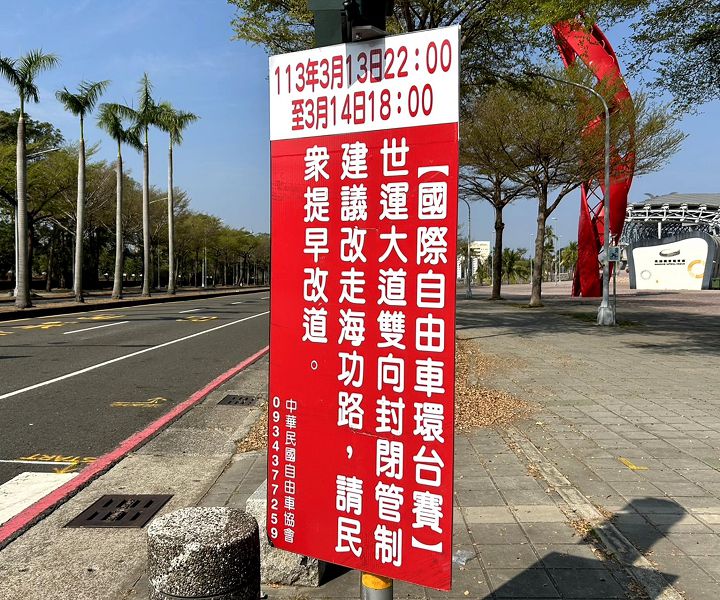 113年3月13日22：00
至3月14日18：00
【國際自由車環台賽】
世運大道雙向封閉管制
建議改走海功路，請民
眾提早改道。
中華民國自由車協會
0934377259
START